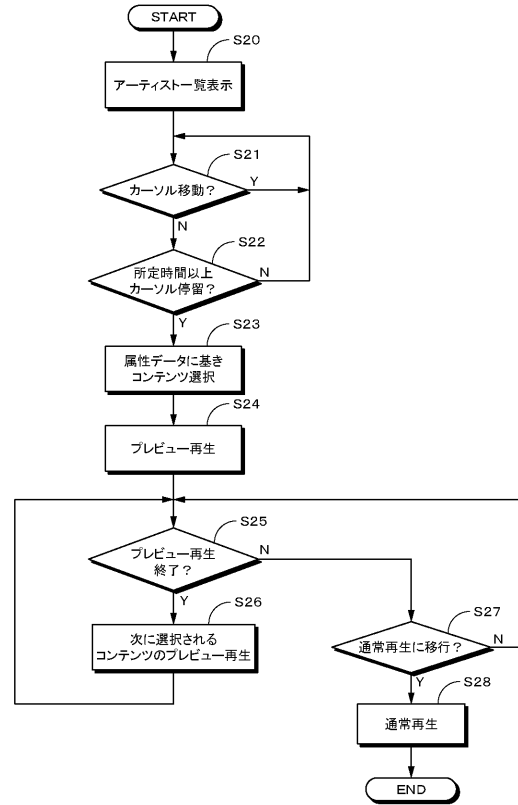 START
S20
アーティスト一覧表示
S21
カーソル移動？
Y
N
S22
所定時間以上
カーソル停留？
N
Y
S23
属性データに基き
コンテンツ選択
S24
プレビュー再生
S25
プレビュー再生
終了？
N
Y
S26
次に選択される
コンテンツのプレビュー再生
S27
通常再生に移行？
N
Y
S28
通常再生
END